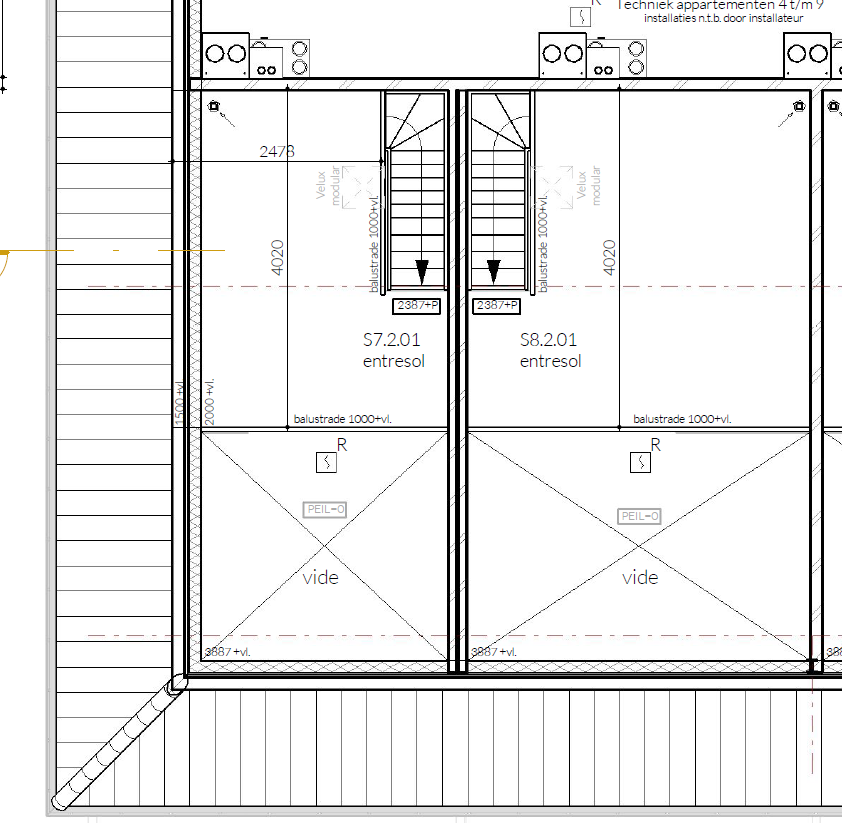 R
Techniek appartementen 4 t/m 9
installaties n.t.b. door installateur
2478
Velux
modular
Velux
modular
balustrade 1000+vl.
balustrade 1000+vl.
4020
4020
2387+P
2387+P
S7.2.01
entresol
S8.2.01
entresol
1500+vl.
2000+vl.
balustrade 1000+vl.
balustrade 1000+vl.
R
R
PEIL=0
PEIL=0
vide
vide
3887+vl.
3887+vl.